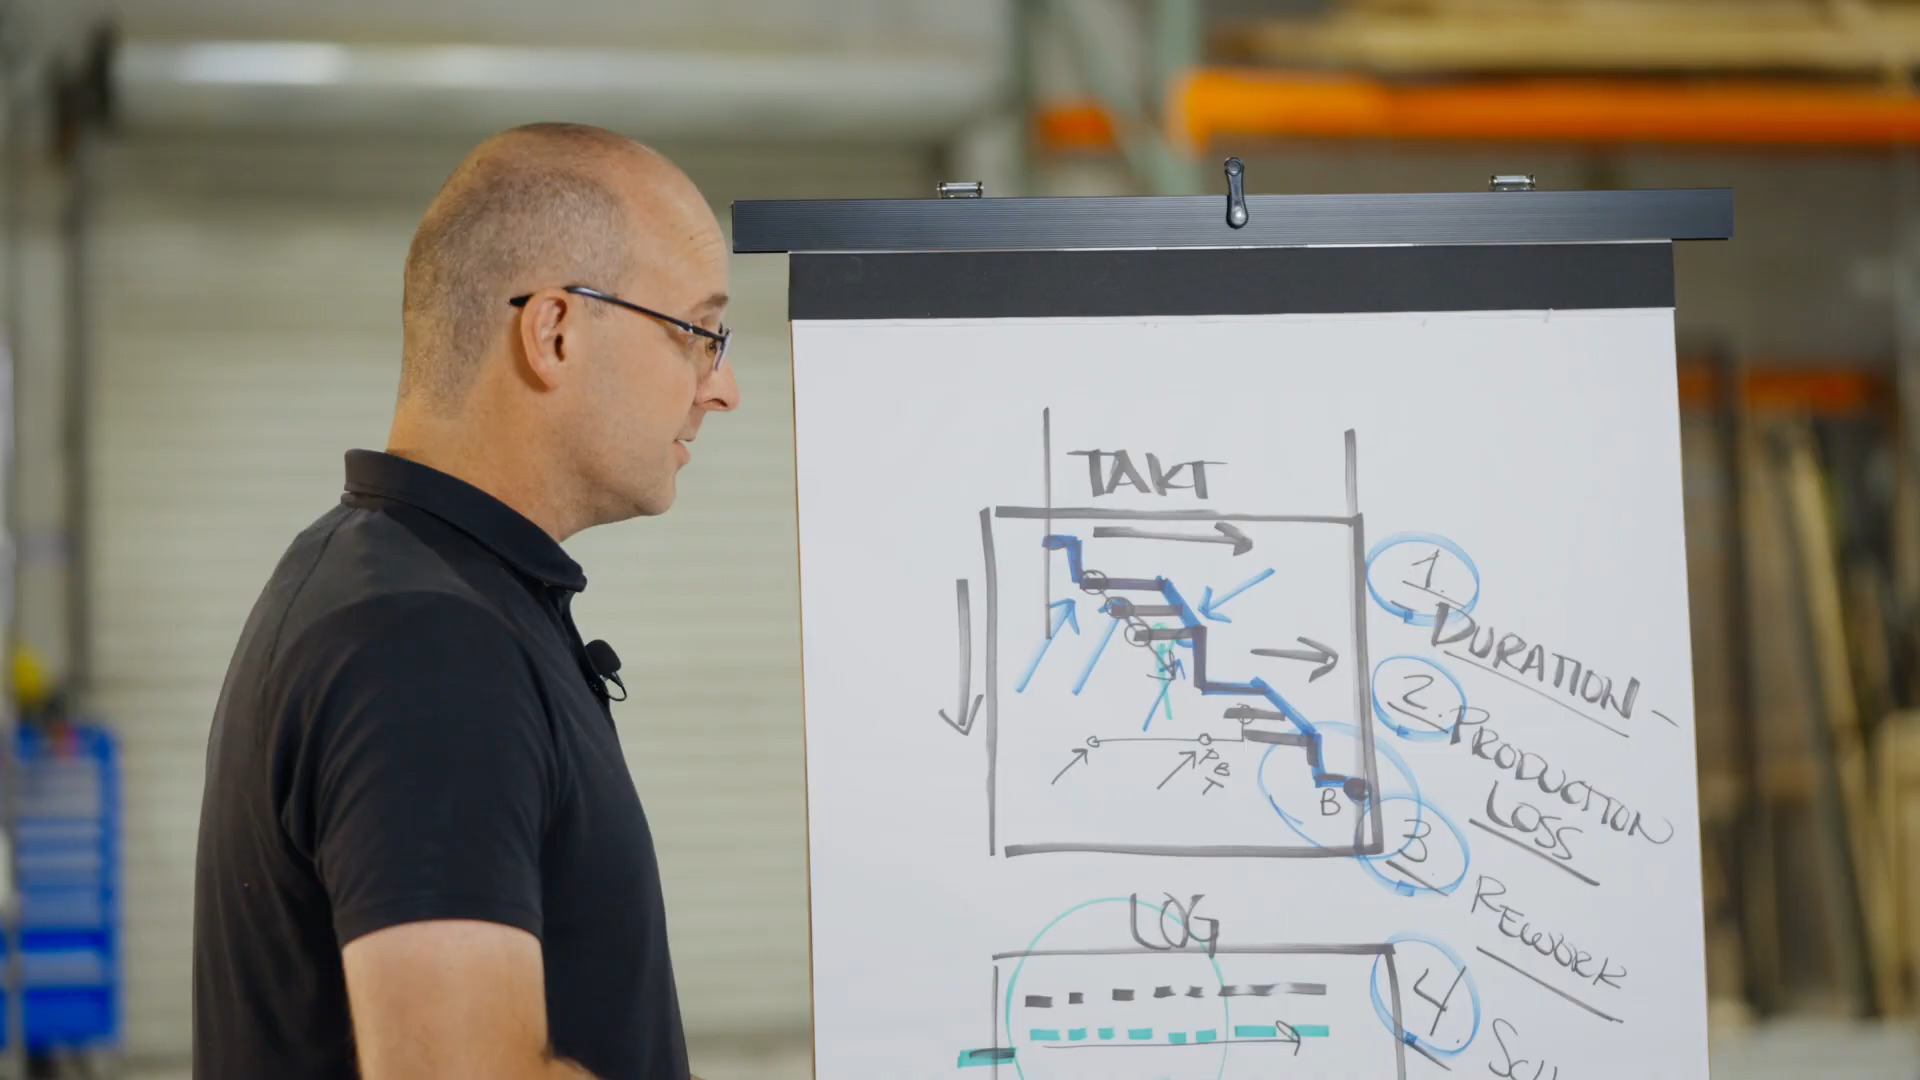 TAKT
1.
DURATION -
2.
PRODUCTION
LOSS
P
B
T
B
3.
REWORK
LOG
4.